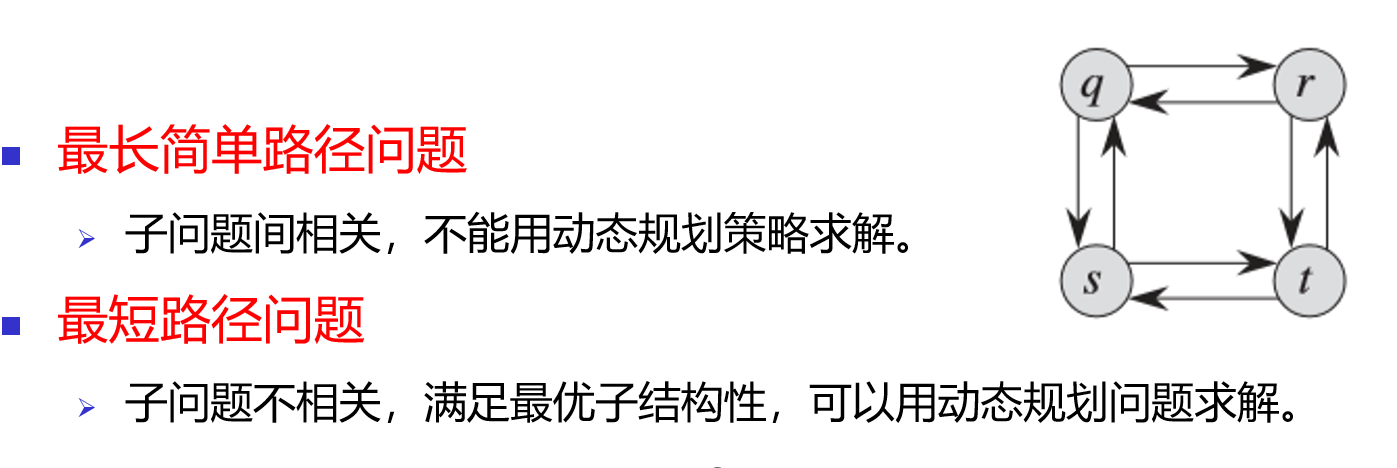 最长简单路径问题
子问题间相关，不能用动态规划策略求解。
最短路径问题
子问题不相关，满足最优子结构性，可以用动态规划问题求解。
q r
s t